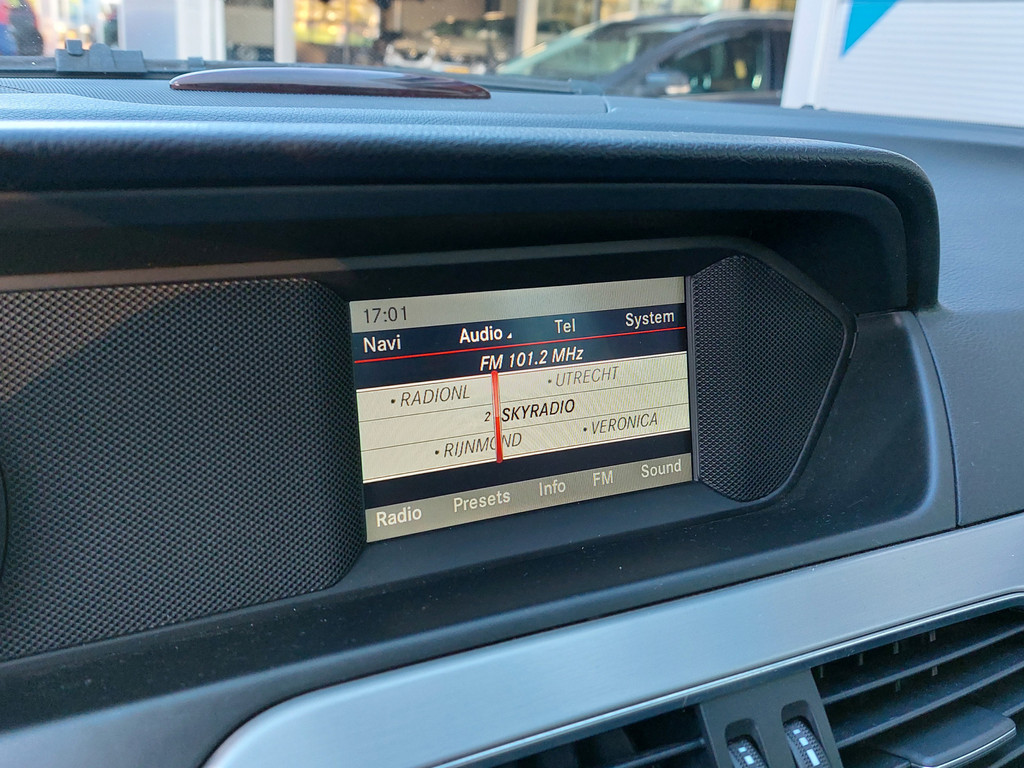 17:01
Navi Audio Tel System
FM 101.2 MHz
• RADIONL • UTRECHT
2 • SKYRADIO
• RIJNMOND • VERONICA
Radio Presets Info FM Sound